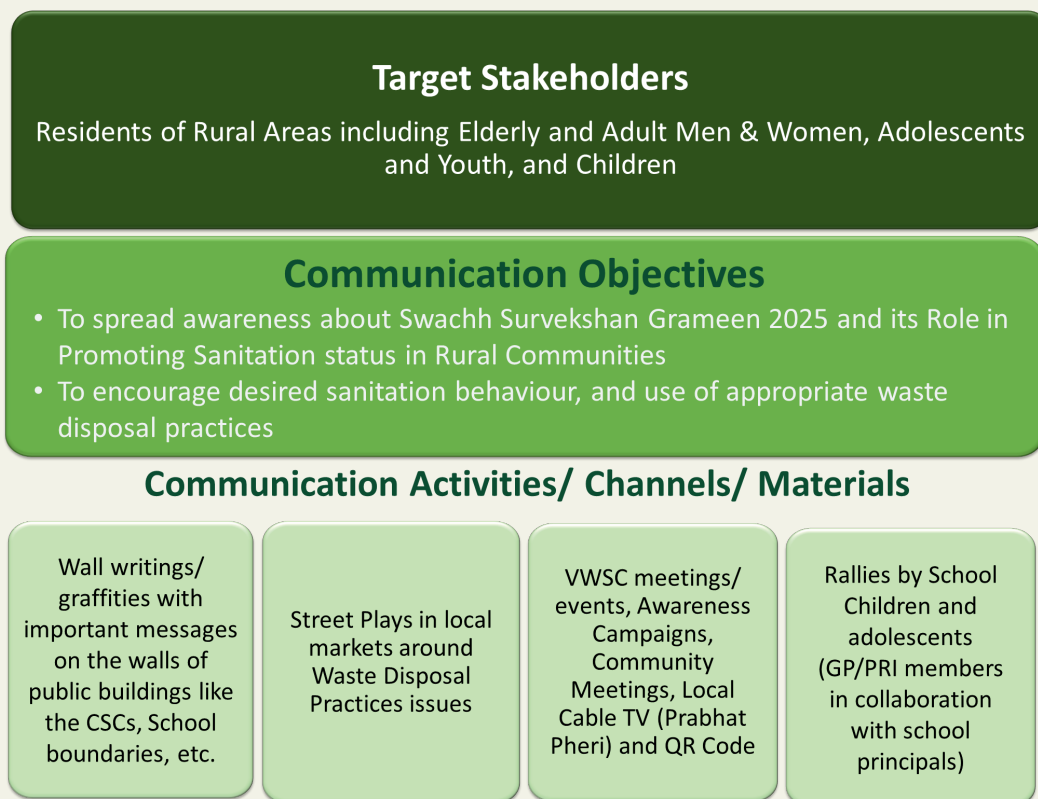 Target Stakeholders
Residents of Rural Areas including Elderly and Adult Men & Women, Adolescents
and Youth, and Children
Communication Objectives
• To spread awareness about Swachh Survekshan Grameen 2025 and its Role in
Promoting Sanitation status in Rural Communities
• To encourage desired sanitation behaviour, and use of appropriate waste
disposal practices
Communication Activities/ Channels/ Materials
Wall writings/
graffities with
important messages
on the walls of
public buildings like
the CSCs, School
boundaries, etc.
Street Plays in local
markets around
Waste Disposal
Practices issues
VWSC meetings/
events, Awareness
Campaigns,
Community
Meetings, Local
Cable TV (Prabhat
Pheri) and QR Code
Rallies by School
Children and
adolescents
(GP/PRI members
in collaboration
with school
principals)